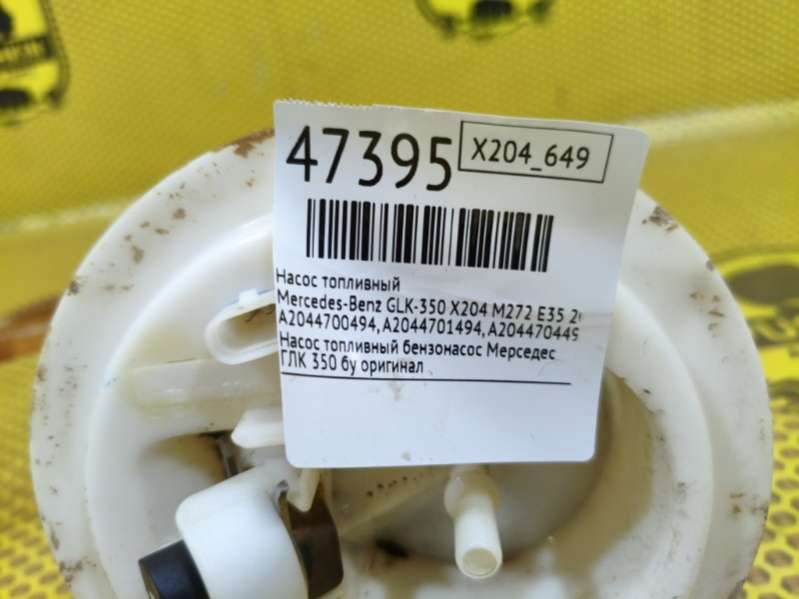 47395
X204_649
Насос топливный
Mercedes-Benz GLK-350 X204 M272 E35
A2044700494, A2044701494, A204470449
Насос топливный бензонасос Мерседес
ГЛК 350 бу оригинал